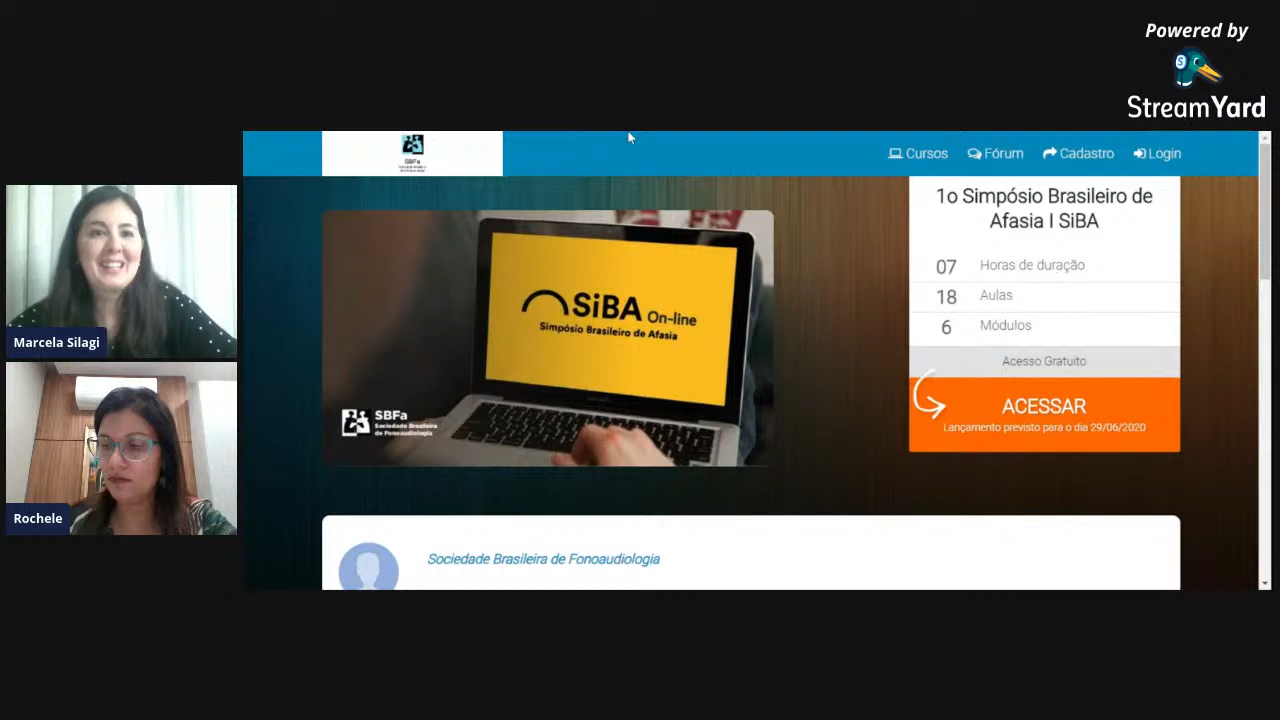 Powered by
StreamYard
SBFa
Cursos
Fórum
Cadastro
Login
1o Simpósio Brasileiro de
Afasia I SiBA
07 Horas de duração
18 Aulas
6 Módulos
Acesso Gratuito
ACESSAR
Lançamento previsto para o dia 29/06/2020
SiBA On-line
Simpósio Brasileiro de Afasia
SBFa
Sociedade Brasileira
de Fonoaudiologia
Marcela Silagi
Rochele
Sociedade Brasileira de Fonoaudiologia